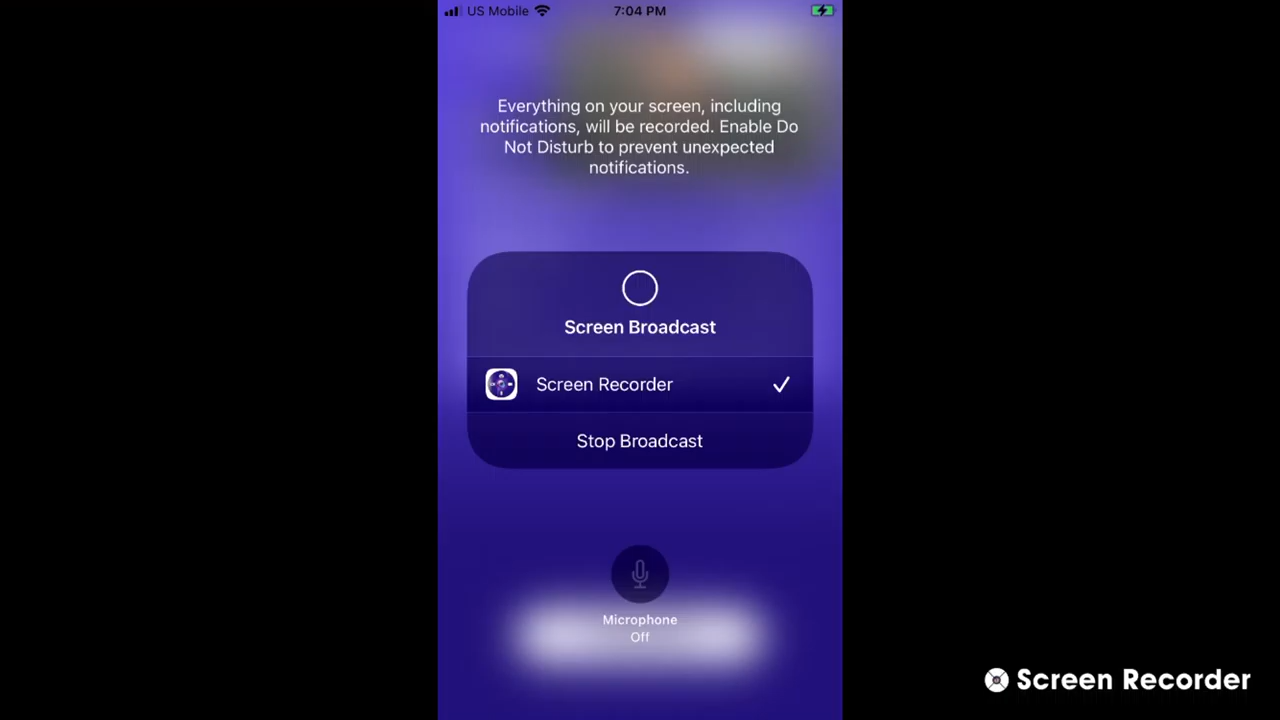 US Mobile 7:04 PM
Everything on your screen, including
notifications, will be recorded. Enable Do
Not Disturb to prevent unexpected
notifications.
Screen Broadcast
Screen Recorder
Stop Broadcast
Microphone
Off
Screen Recorder